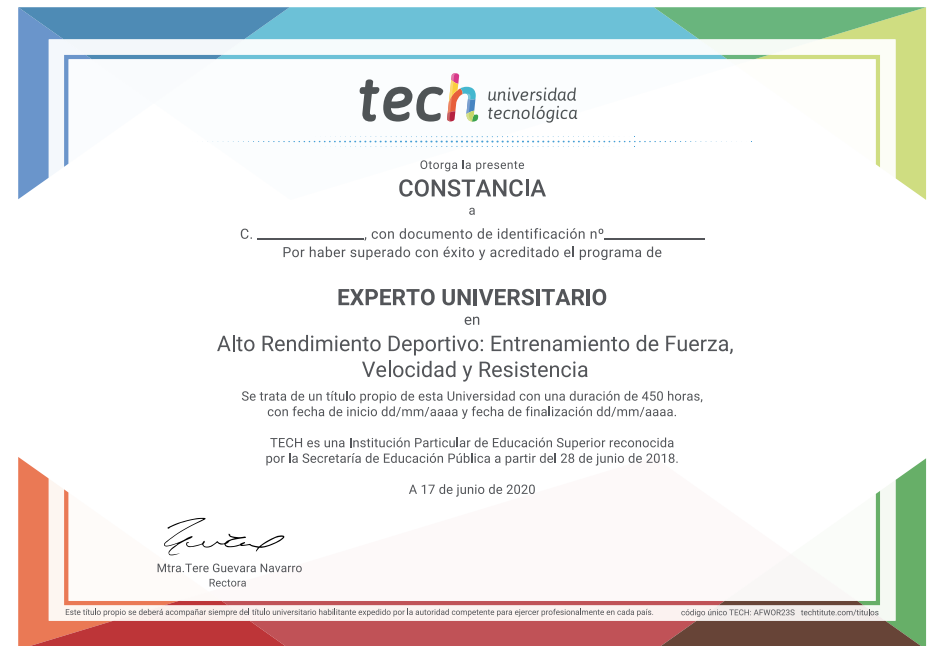 tech universidad
tecnológica
Otorga la presente
CONSTANCIA
a
C. ______________, con documento de identificación nº_____________
Por haber superado con éxito y acreditado el programa de
EXPERTO UNIVERSITARIO
en
Alto Rendimiento Deportivo: Entrenamiento de Fuerza,
Velocidad y Resistencia
Se trata de un título propio de esta Universidad con una duración de 450 horas,
con fecha de inicio dd/mm/aaaa y fecha de finalización dd/mm/aaaa.
TECH es una Institución Particular de Educación Superior reconocida
por la Secretaría de Educación Pública a partir del 28 de junio de 2018.
A 17 de junio de 2020
Mtra.Tere Guevara Navarro
Rectora
Este título propio se deberá acompañar siempre del título universitario habilitante expedido por la autoridad competente para ejercer profesionalmente en cada país. código único TECH: AFWOR23S techtitute.com/titulos